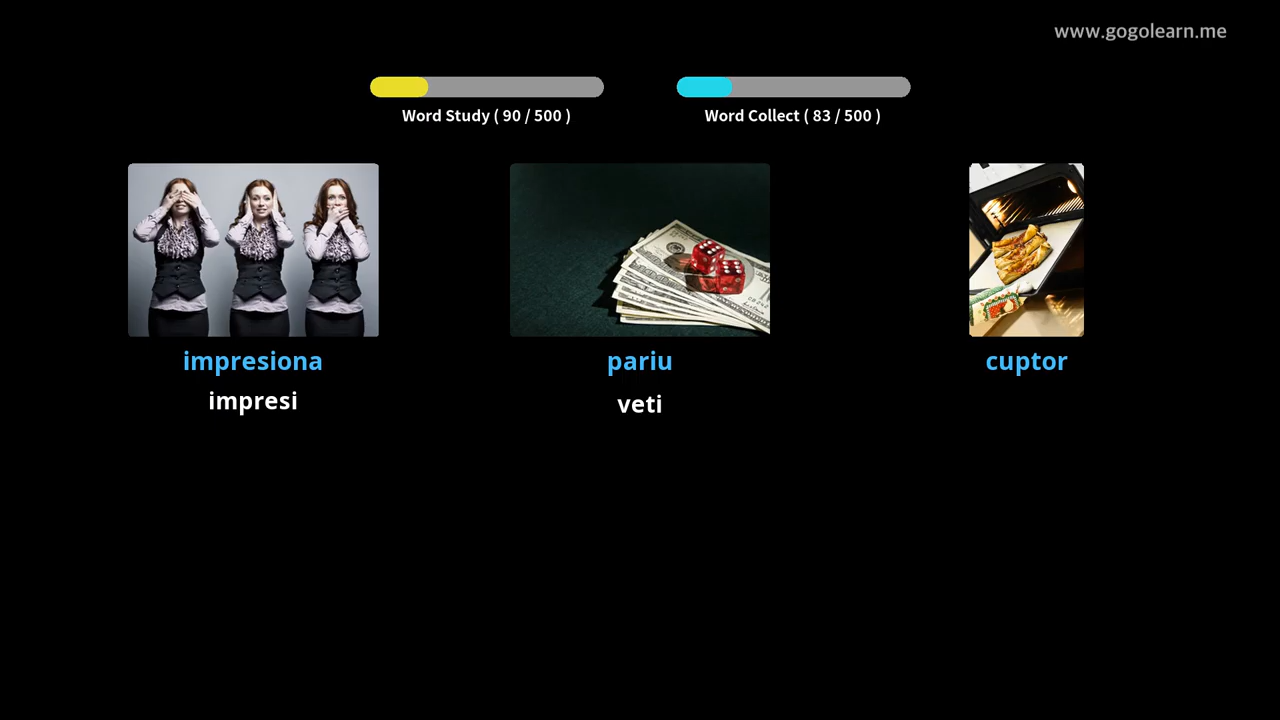 www.gogolearn.me
Word Study ( 90 / 500 )
Word Collect ( 83 / 500 )
impresiona
pariu
cuptor
impresi
veti